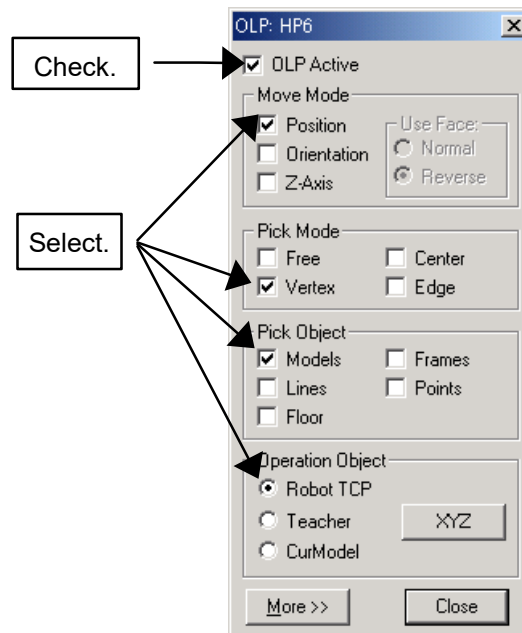 OLP: HP6
Check.
OLP Active
Move Mode
Position
Use Face:
Orientation
Normal
Z-Axis
Reverse
Select.
Pick Mode
Free Center
Vertex Edge
Pick Object
Models Frames
Lines Points
Floor
Operation Object
Robot TCP
Teacher XYZ
CurModel
More >> Close